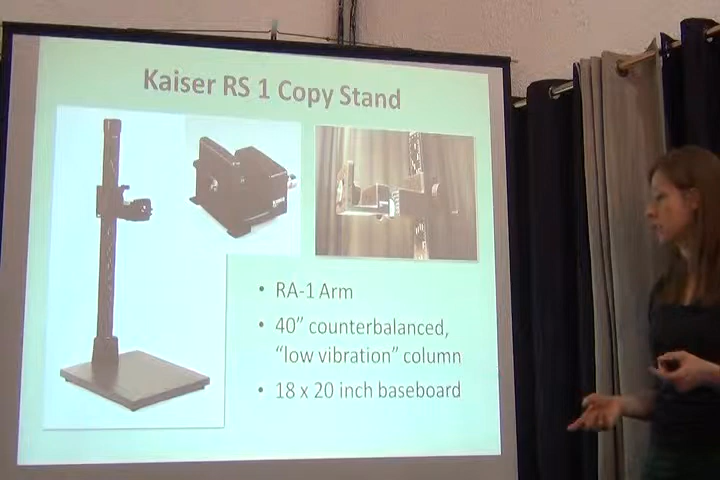 Kaiser RS 1 Copy Stand
• RA-1 Arm
• 40” counterbalanced,
“low vibration” column
• 18 x 20 inch baseboard